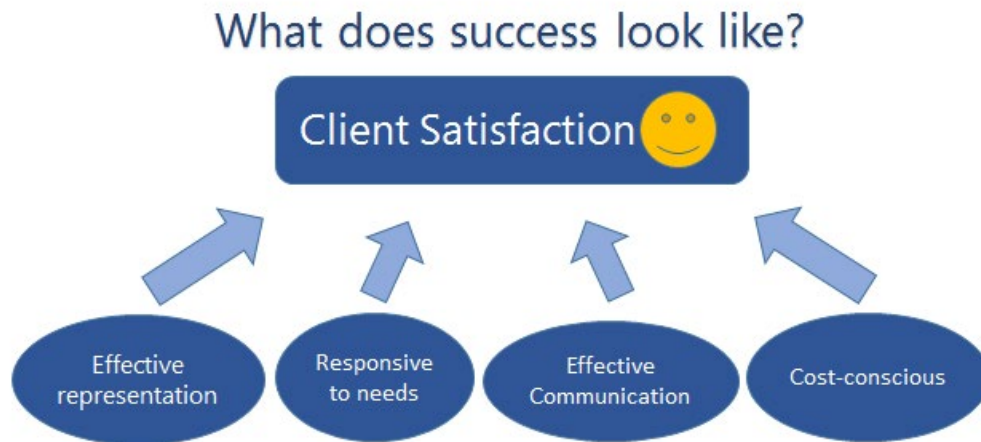 What does success look like?
Client Satisfaction
Effective
representation
Responsive
to needs
Effective
Communication
Cost-conscious